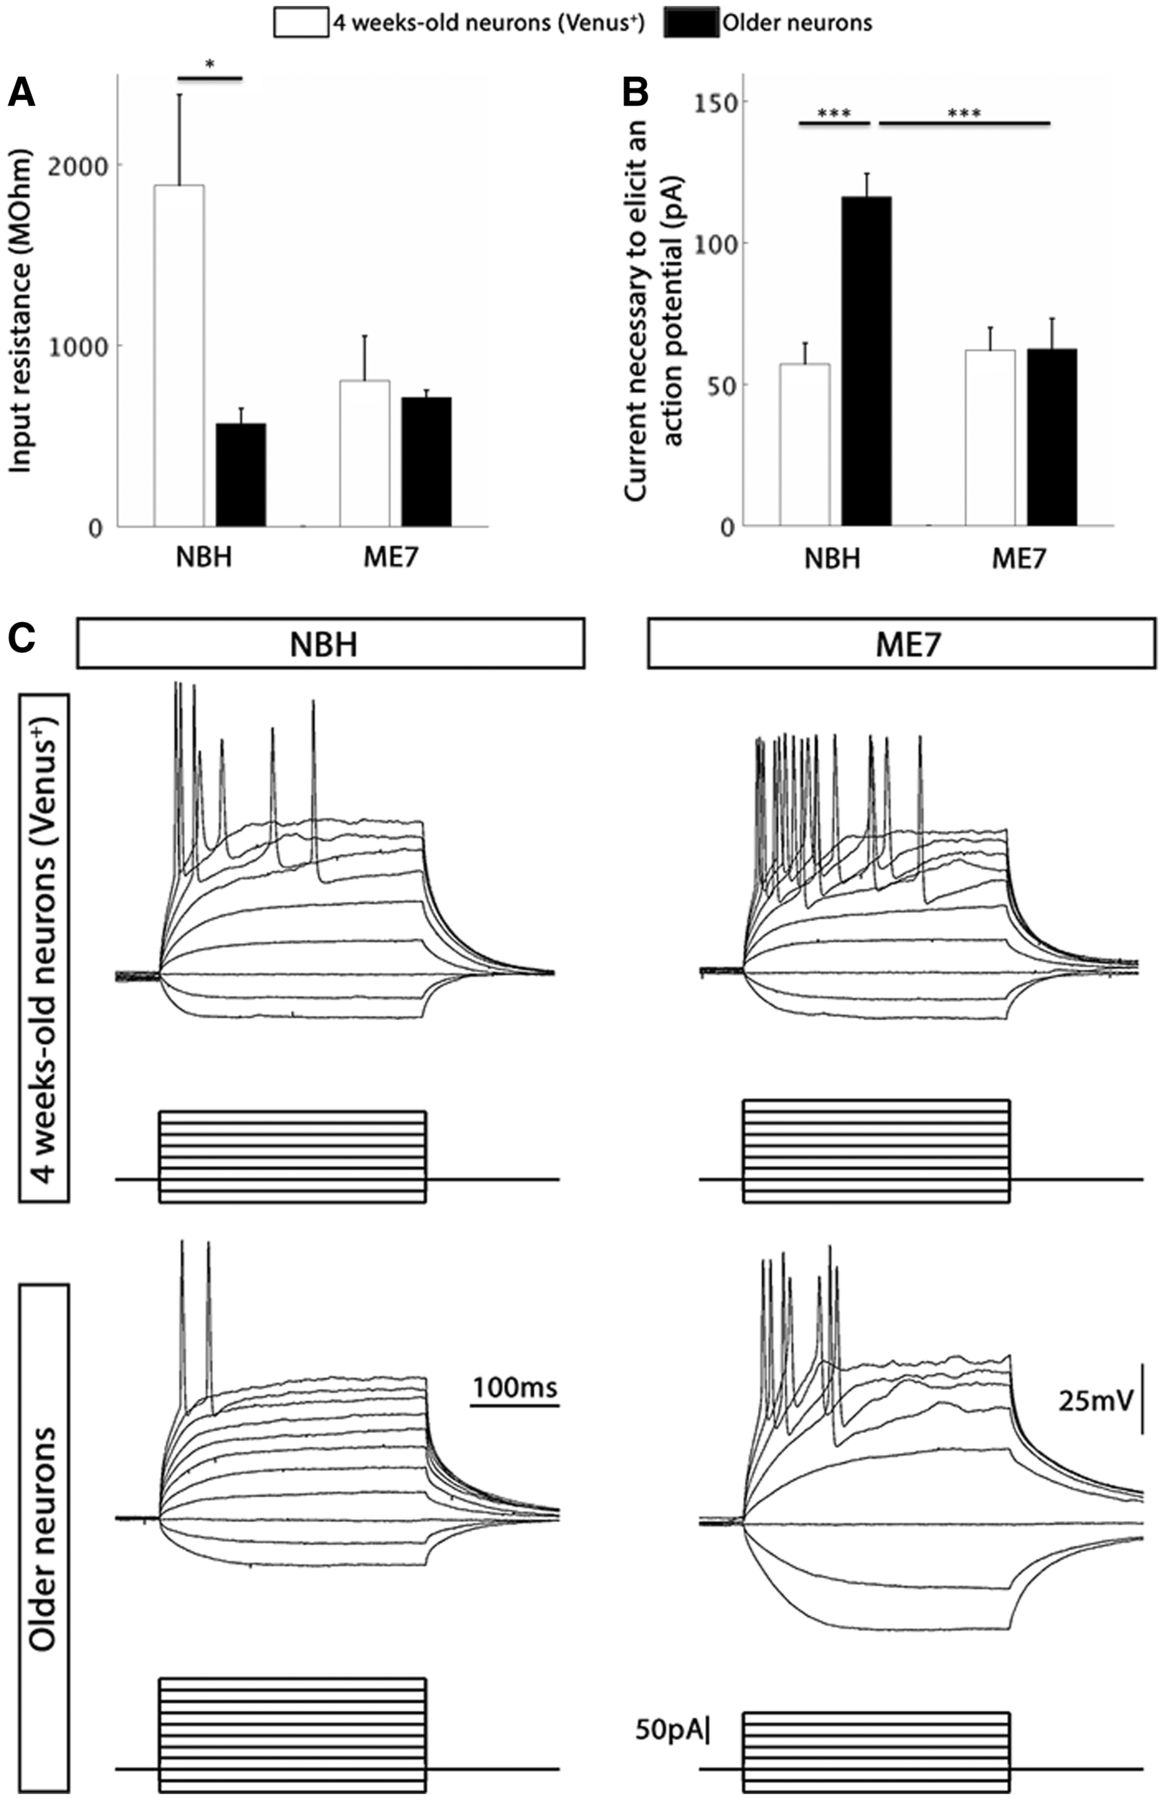 4 weeks-old neurons (Venus⁺) Older neurons
A
*
Input resistance (MOhm)
2000
1000
0
NBH ME7
B
*** ***
Current necessary to elicit an
action potential (pA)
150
100
50
0
NBH ME7
C
NBH ME7
4 weeks-old neurons (Venus⁺)
Older neurons
100ms
25mV
50pA